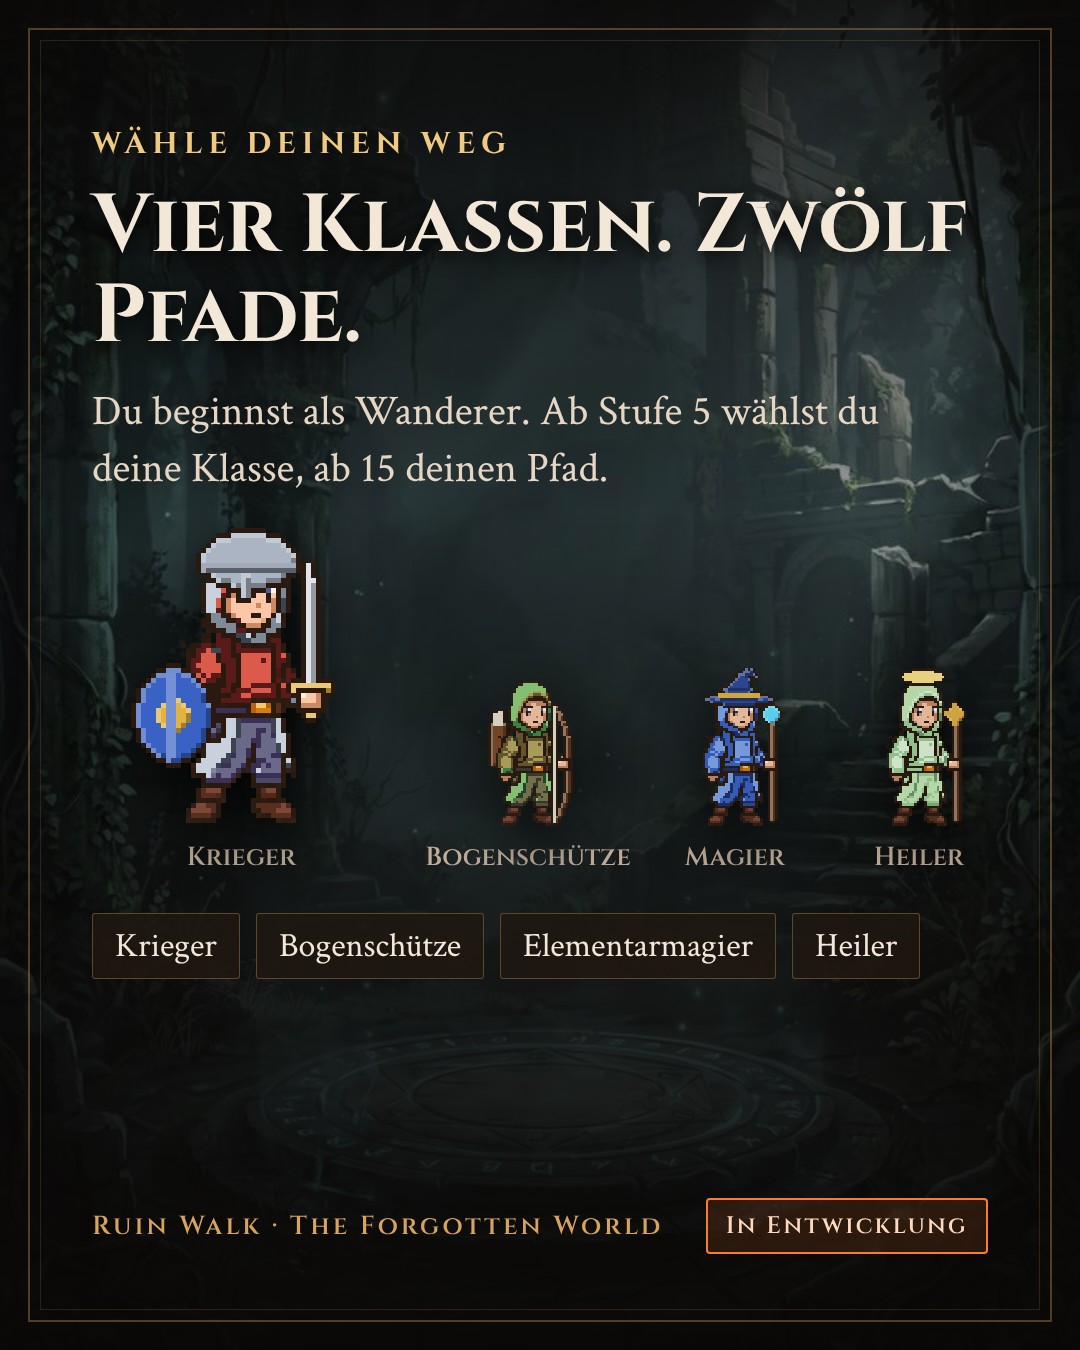 WÄHLE DEINEN WEG
VIER KLASSEN. ZWÖLF
PFADE.
Du beginnst als Wanderer. Ab Stufe 5 wählst du
deine Klasse, ab 15 deinen Pfad.
KRIEGER BOGENSCHÜTZE MAGIER HEILER
Krieger Bogenschütze Elementarmagier Heiler
RUIN WALK · THE FORGOTTEN WORLD IN ENTWICKLUNG